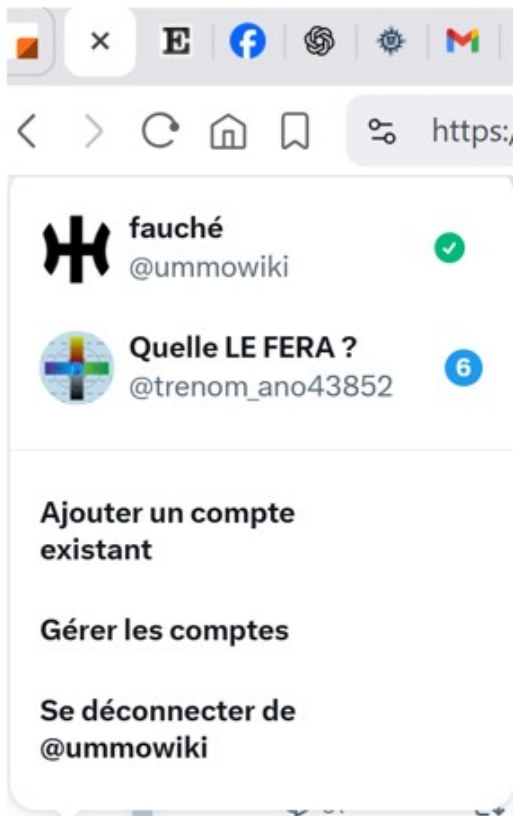 https:/
fauché
@ummowiki
Quelle LE FERA ?
@trenom_ano43852
6
Ajouter un compte
existant
Gérer les comptes
Se déconnecter de
@ummowiki